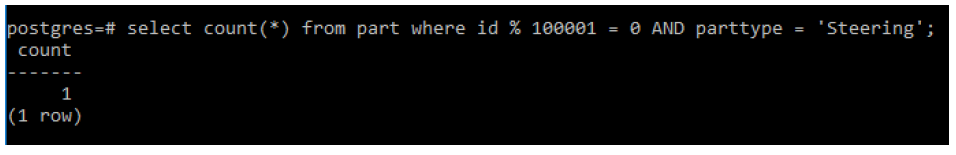 postgres=# select count(*) from part where id % 100001 = 0 AND parttype = 'Steering';
count
-------
1
(1 row)